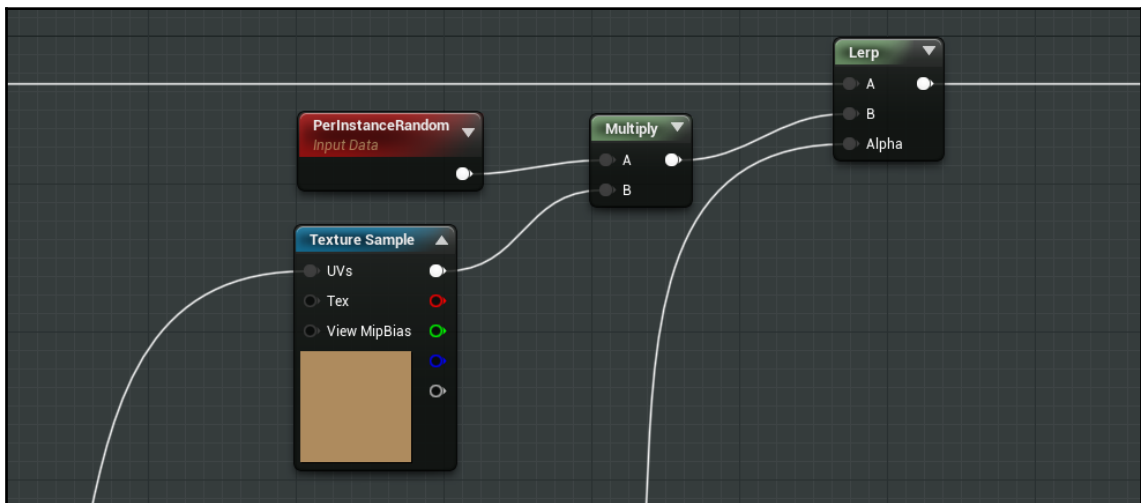 Lerp
A
B
Alpha
PerInstanceRandom
Input Data
Multiply
A
B
Texture Sample
UVs
Tex
View MipBias